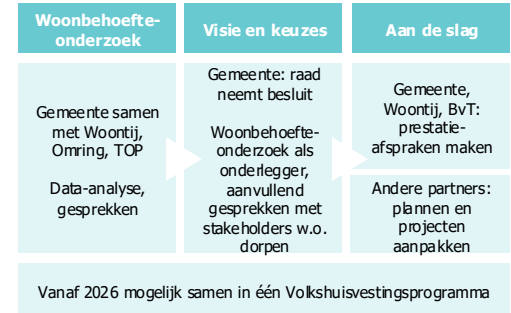 Woonbehoefte-
onderzoek
Gemeente samen
met Woontij,
Omring, TOP
Data-analyse,
gesprekken
Visie en keuzes
Gemeente: raad
neemt besluit
Woonbehoefte-
onderzoek als
onderlegger,
aanvullend
gesprekken met
stakeholders w.o.
dorpen
Aan de slag
Gemeente,
Woontij, BvT:
prestatie-
afspraken maken
Andere partners:
plannen en
projecten
aanpakken
Vanaf 2026 mogelijk samen in één Volkshuisvestingsprogramma